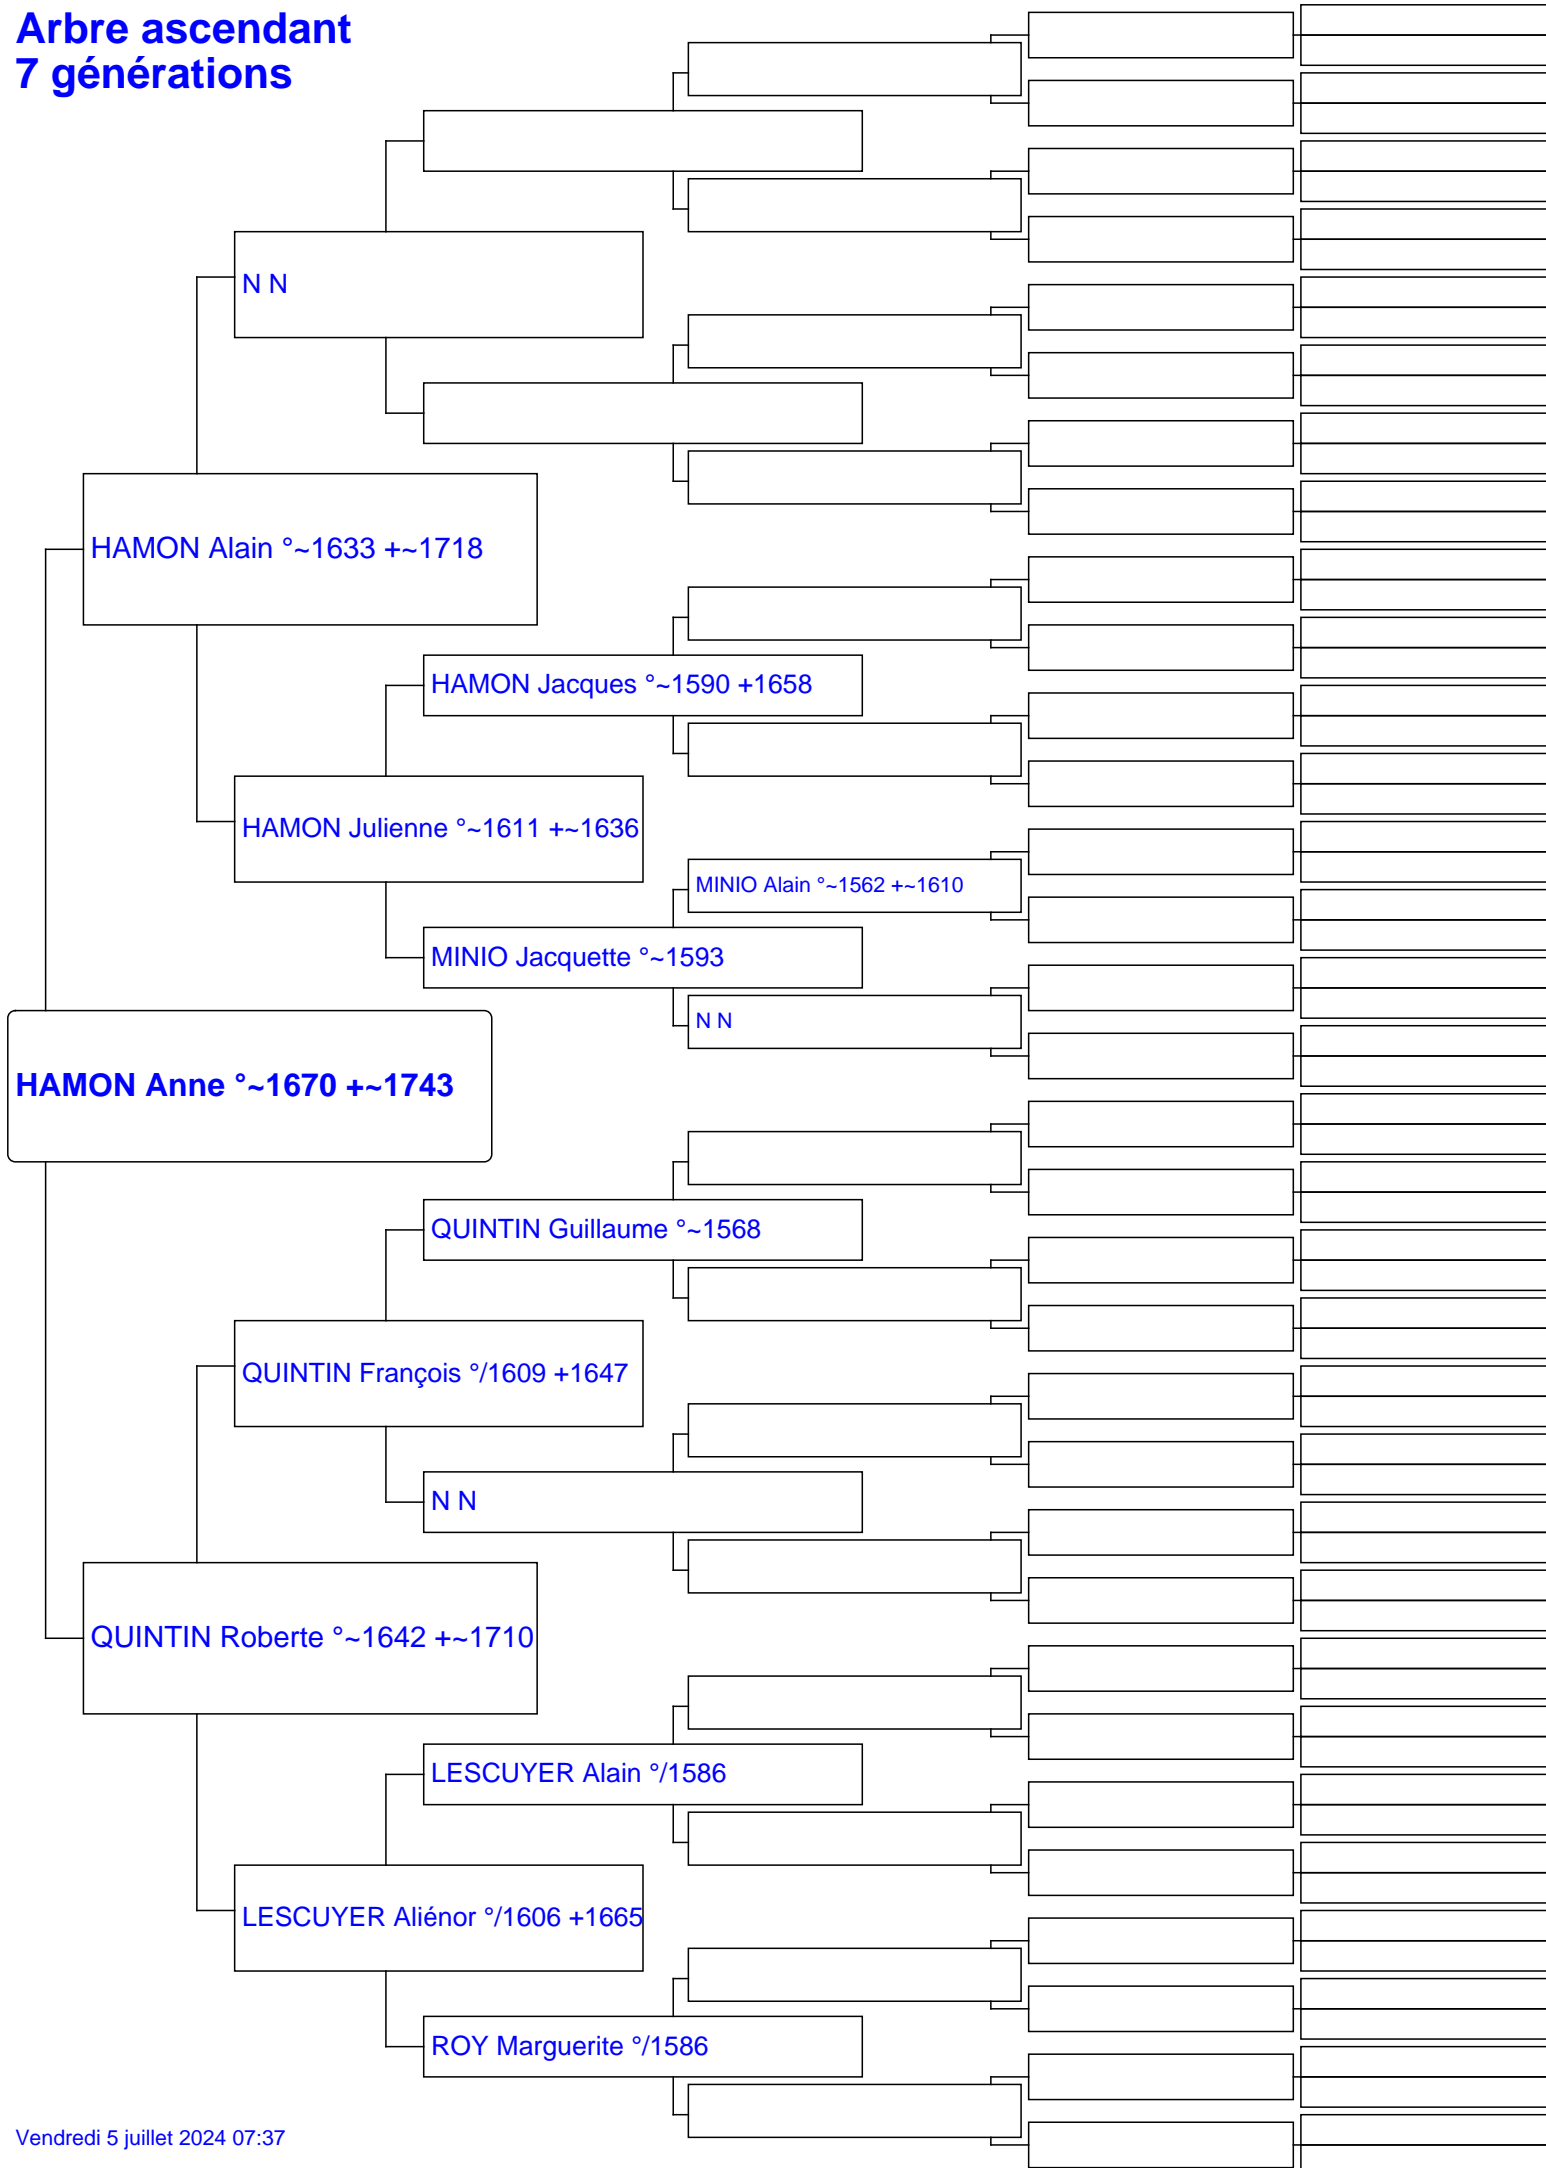 Arbre ascendant
7 générations
N N
HAMON Alain °~1633 +~1718
HAMON Jacques °~1590 +1658
HAMON Julienne °~1611 +~1636
MINIO Alain °~1562 +~1610
MINIO Jacquette °~1593
N N
HAMON Anne °~1670 +~1743
QUINTIN Guillaume °~1568
QUINTIN François °/1609 +1647
N N
QUINTIN Roberte °~1642 +~1710
LESCUYER Alain °/1586
LESCUYER Aliénor °/1606 +1665
ROY Marguerite °/1586
Vendredi 5 juillet 2024 07:37